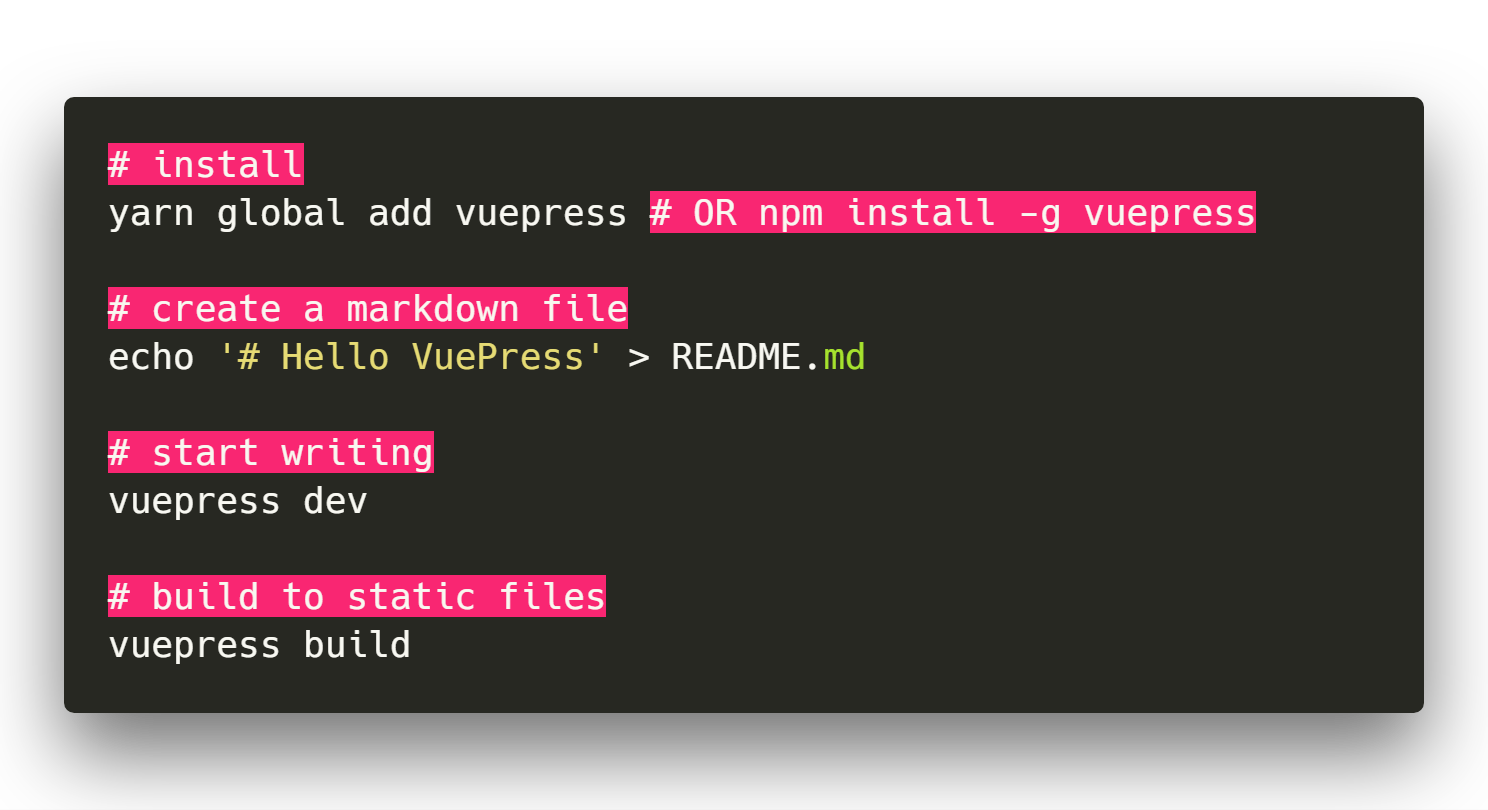 # install
yarn global add vuepress # OR npm install -g vuepress
# create a markdown file
echo '# Hello VuePress' > README.md
# start writing
vuepress dev
# build to static files
vuepress build